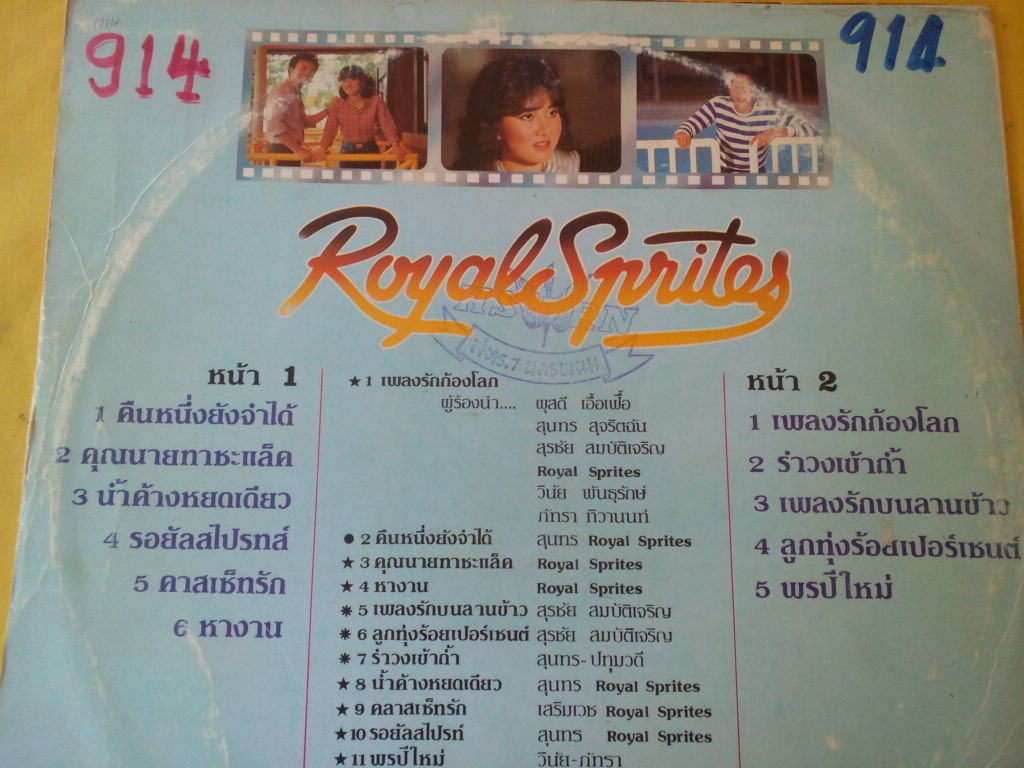 914
914
Royal Sprites
หน้า 1
1 คืนหนึ่งยังจำได้
2 คุณนายทาชะแล็ค
3 น้ำค้างหยดเดียว
4 รอยัลสไปรทส์
5 คาสเซ็ทรัก
6 หางาน
★1 เพลงรักก้องโลก
ผู้ร้องนำ.... ผุสดี เอื้อเฟื้อ
สุนทร สุจริตฉัน
สุรชัย สมบัติเจริญ
Royal Sprites
วินัย พันธุรักษ์
ภัทรา ทิวานนท์
● 2 คืนหนึ่งยังจำได้ สุนทร Royal Sprites
★ 3 คุณนายทาชะแล็ค Royal Sprites
★ 4 หางาน Royal Sprites
✷ 5 เพลงรักบนลานข้าว สุรชัย สมบัติเจริญ
✷ 6 ลูกทุ่งร้อยเปอร์เซนต์ สุรชัย สมบัติเจริญ
✷ 7 รำวงเข้าถ้ำ สุนทร-ปทุมวดี
★ 8 น้ำค้างหยดเดียว สุนทร Royal Sprites
★ 9 คลาสเซ็ทรัก เสริมเวช Royal Sprites
★10 รอยัลสไปรท์ สุนทร Royal Sprites
★11 พรปีใหม่ วินัย-ภัทรา
หน้า 2
1 เพลงรักก้องโลก
2 รำวงเข้าถ้ำ
3 เพลงรักบนลานข้าว
4 ลูกทุ่งร้อยเปอร์เซนต์
5 พรปีใหม่